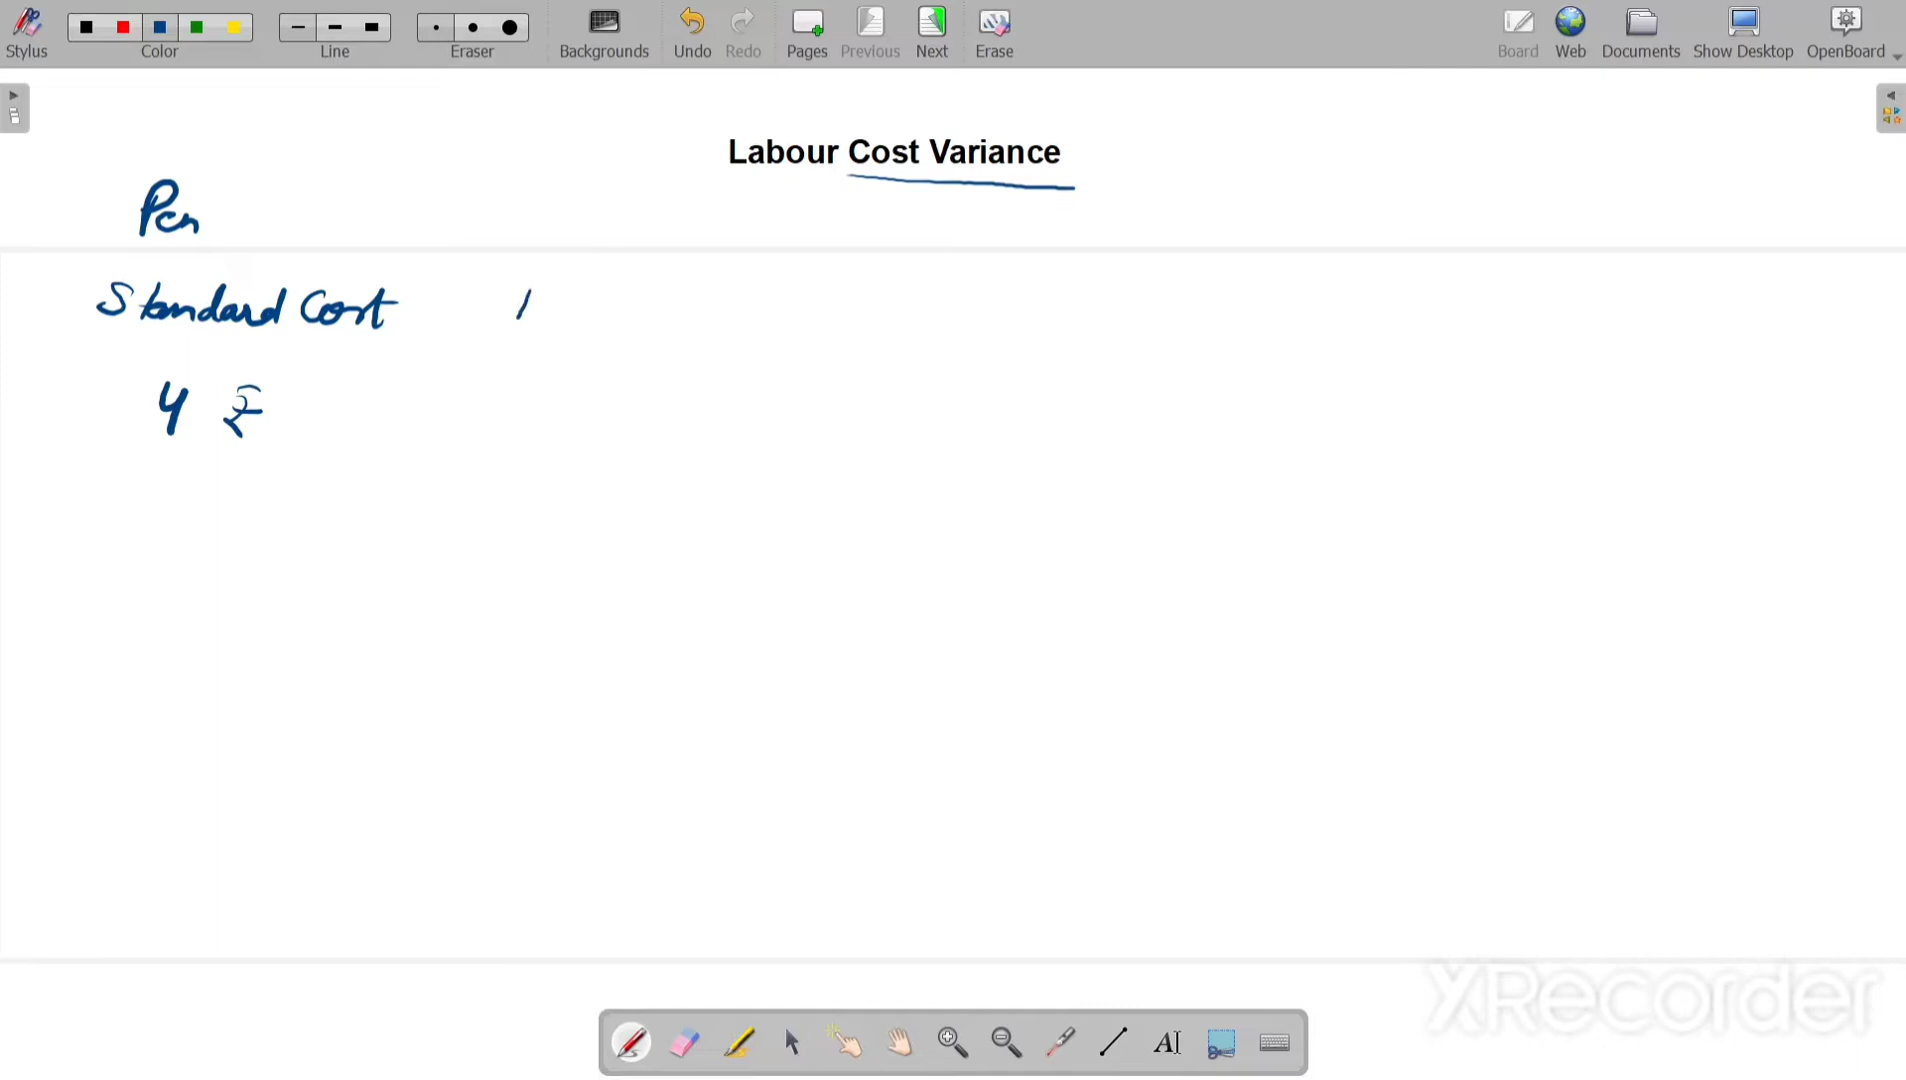 Stylus Color Line Eraser Backgrounds Undo Redo Pages Previous Next Erase Board Web Documents Show Desktop OpenBoard
Labour Cost Variance
Pen
Standard Cost
4 ₹
XRecorder